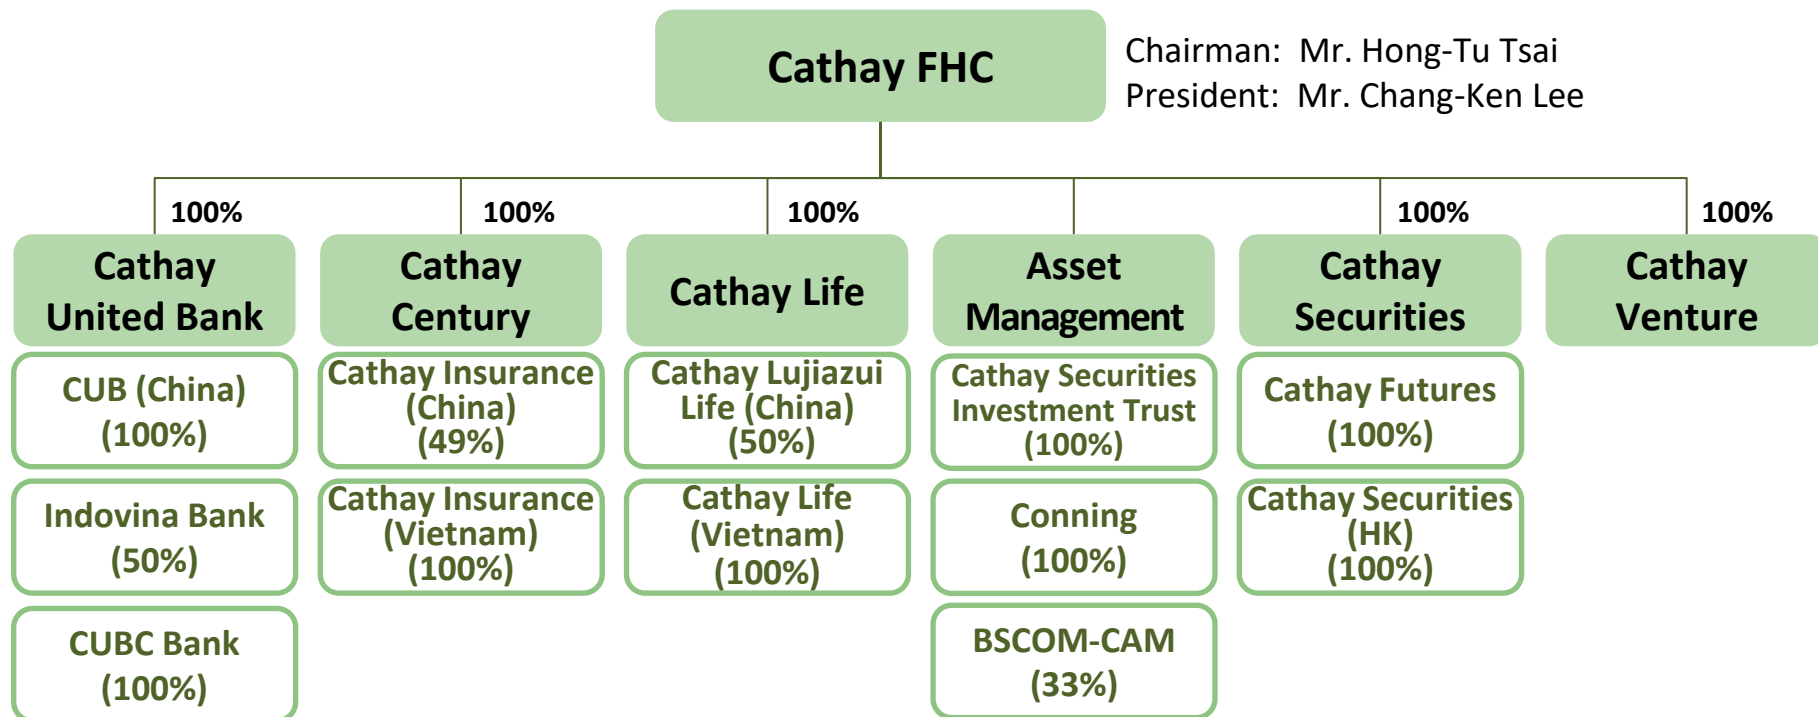 Cathay FHC
Chairman: Mr. Hong-Tu Tsai
President: Mr. Chang-Ken Lee
100%
100%
100%
100%
100%
Cathay
United Bank
Cathay
Century
Cathay Life
Asset
Management
Cathay
Securities
Cathay
Venture
CUB (China)
(100%)
Cathay Insurance
(China)
(49%)
Cathay Lujiazui
Life (China)
(50%)
Cathay Securities
Investment Trust
(100%)
Cathay Futures
(100%)
Indovina Bank
(50%)
Cathay Insurance
(Vietnam)
(100%)
Cathay Life
(Vietnam)
(100%)
Conning
(100%)
Cathay Securities
(HK)
(100%)
CUBC Bank
(100%)
BSCOM-CAM
(33%)